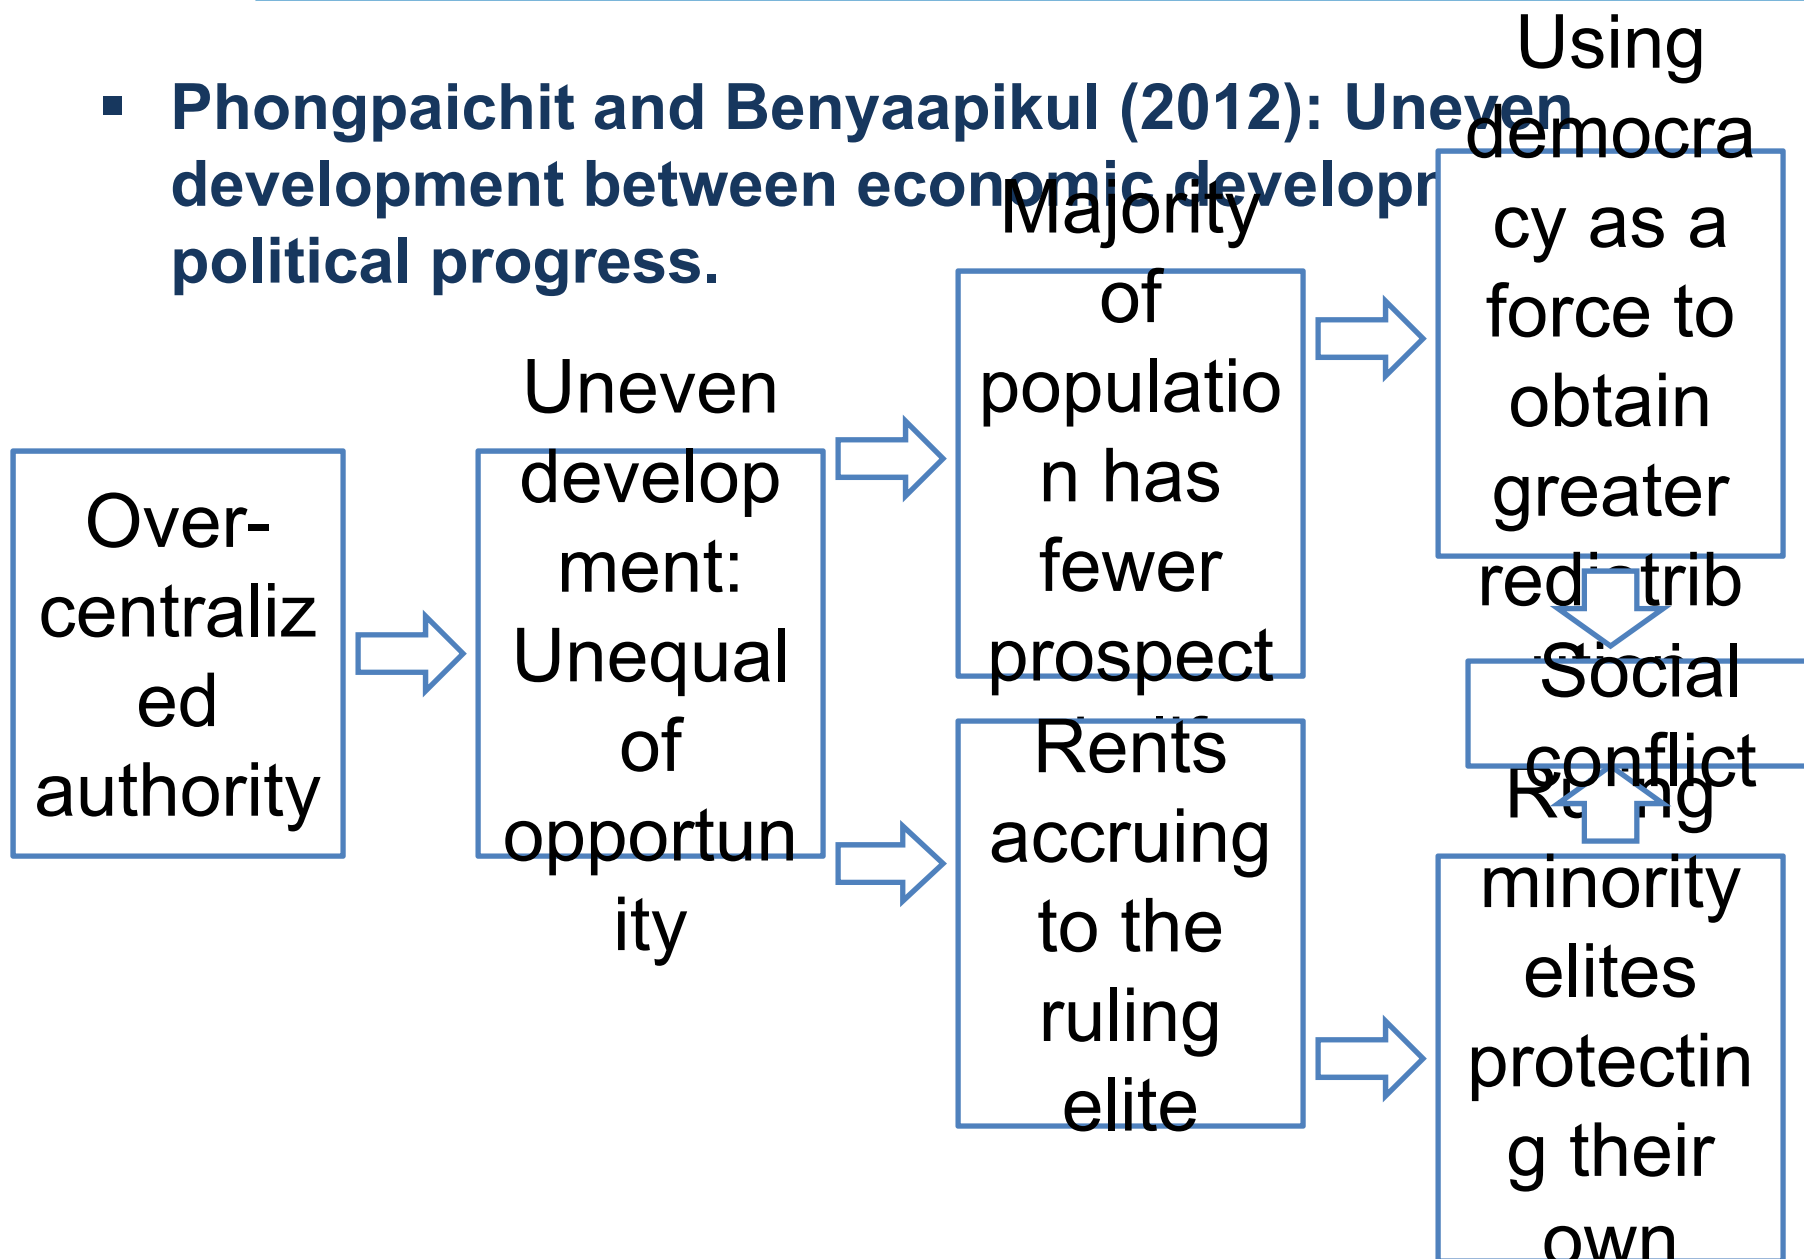 ▪ Phongpaichit and Benyaapikul (2012): Uneven
development between economic
political progress.
Over-
centraliz
ed
authority
Uneven
develop
ment:
Unequal
of
opportun
ity
Majority
of
populatio
n has
fewer
prospect
Rents
accruing
to the
ruling
elite
Using
democra
cy as a
force to
obtain
greater
redistrib
Social
conflict
Ruling
minority
elites
protectin
g their
own